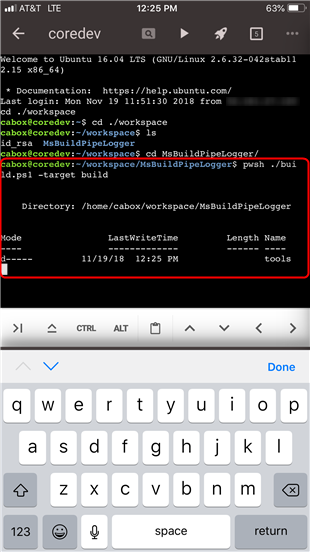 AT&T LTE 12:25 PM 63%
coredev 5
Welcome to Ubuntu 16.04 LTS (GNU/Linux 2.6.32-042stab11
2.15 x86_64)
* Documentation: https://help.ubuntu.com/
Last login: Mon Nov 19 11:51:30 2018 from
cd ./workspace
cabox@coredev:~$ cd ./workspace
cabox@coredev:~/workspace$ ls
id_rsa MsBuildPipeLogger
cabox@coredev:~/workspace$ cd MsBuildPipeLogger/
cabox@coredev:~/workspace/MsBuildPipeLogger$ pwsh ./bui
ld.ps1 -target build
Directory: /home/cabox/workspace/MsBuildPipeLogger
Mode LastWriteTime Length Name
---- ------------- ------ ----
d----- 11/19/18 12:25 PM tools
CTRL ALT
Done
q w e r t y u i o p
a s d f g h j k l
z x c v b n m
123 space return